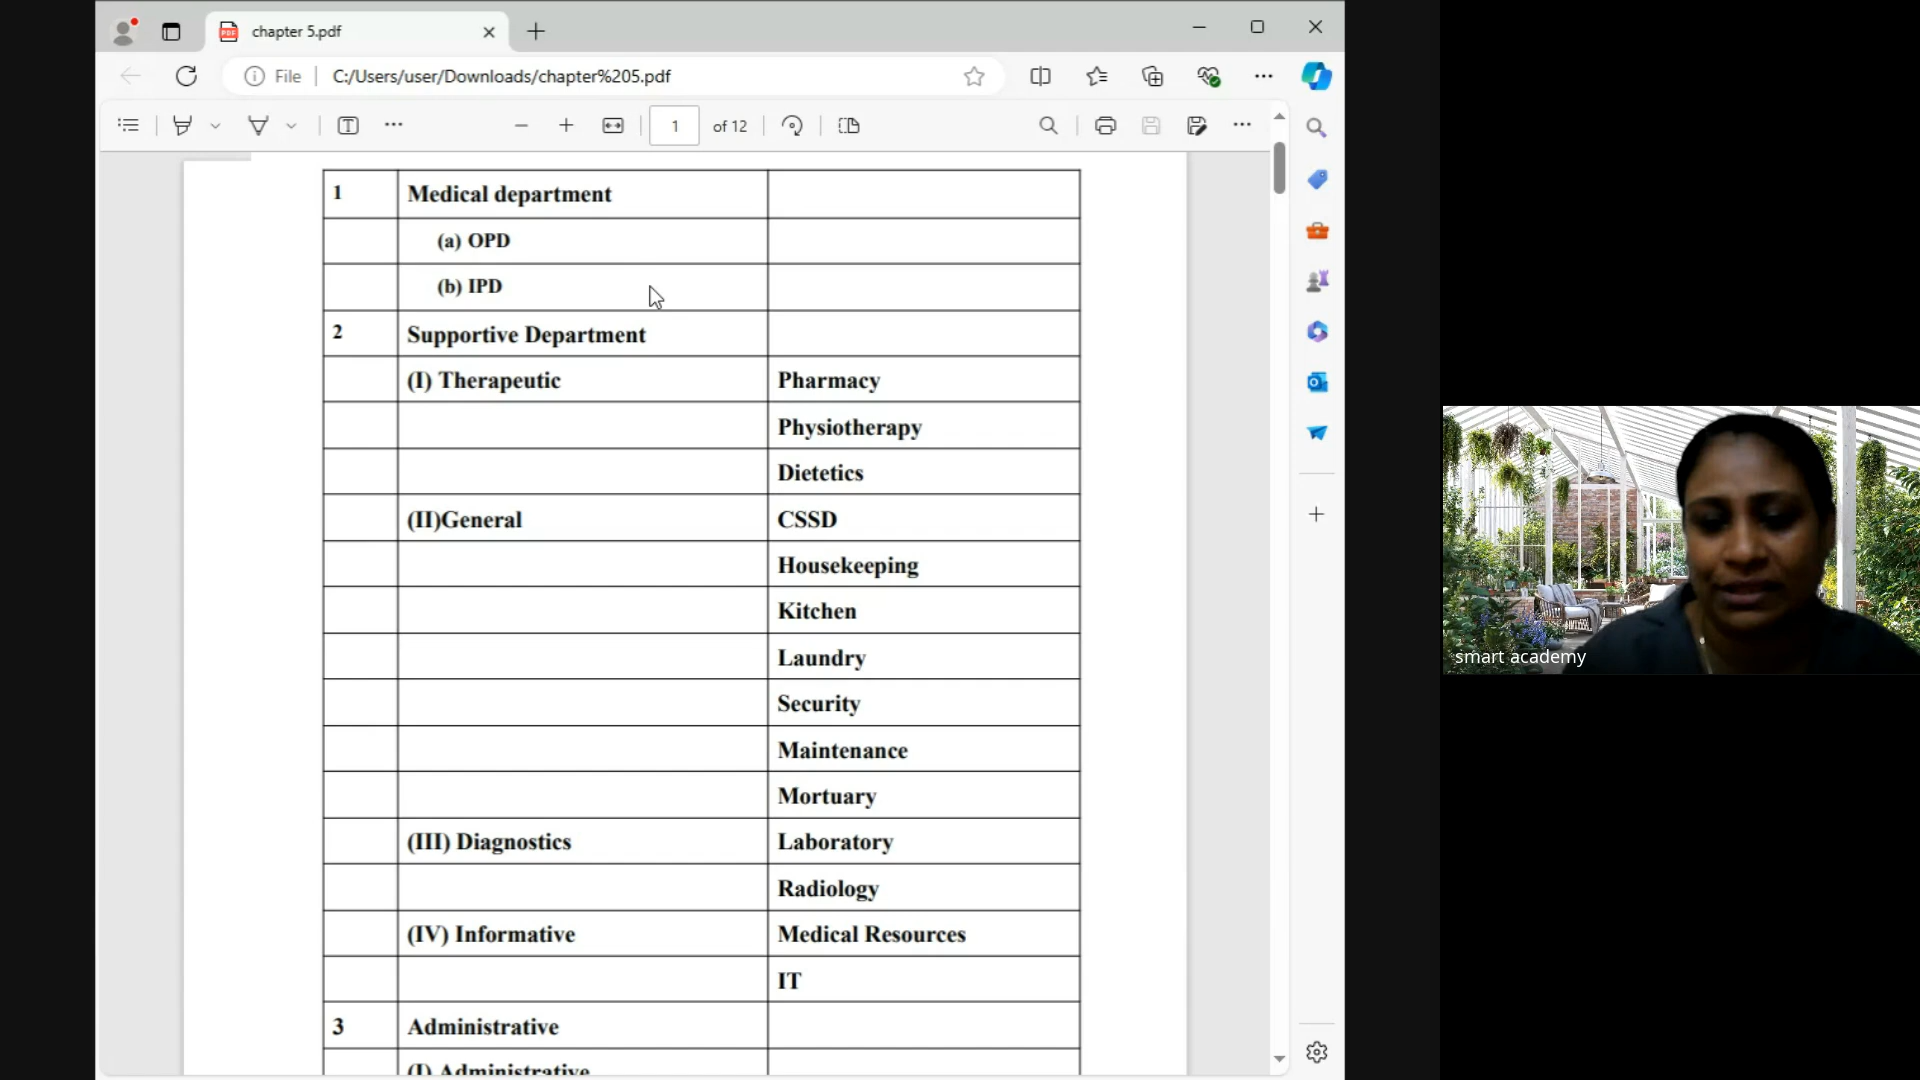 chapter 5.pdf
File
C:/Users/user/Downloads/chapter%205.pdf
1 of 12
1 Medical department
(a) OPD
(b) IPD
2 Supportive Department
(I) Therapeutic Pharmacy
Physiotherapy
Dietetics
(II)General CSSD
Housekeeping
Kitchen
Laundry
Security
Maintenance
Mortuary
(III) Diagnostics Laboratory
Radiology
(IV) Informative Medical Resources
IT
3 Administrative
(I) Administrative
smart academy